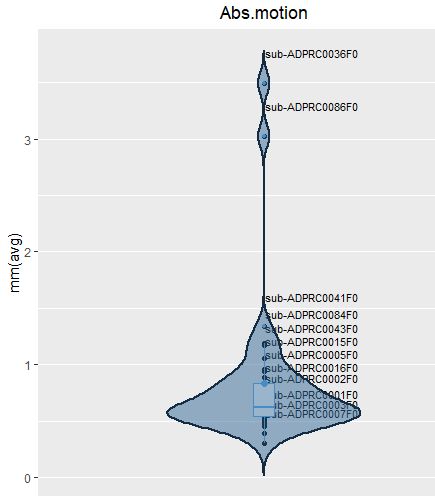 Abs.motion
sub-ADPRC0036F0
sub-ADPRC0086F0
3
mm(avg)
2
sub-ADPRC0041F0
sub-ADPRC0084F0
sub-ADPRC0043F0
sub-ADPRC0015F0
sub-ADPRC0005F0
1
sub-ADPRC0016F0
sub-ADPRC0002F0
sub-ADPRC0001F0
sub-ADPRC0003F0
sub-ADPRC0007F0
0